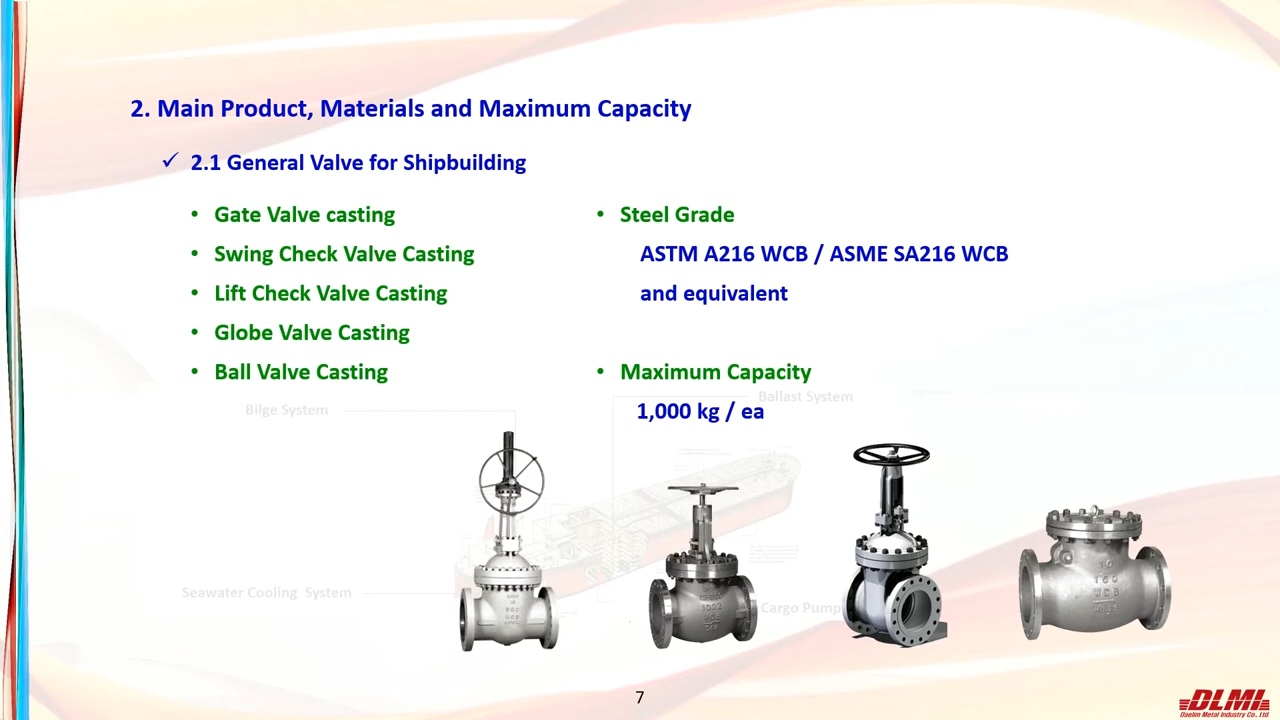 2. Main Product, Materials and Maximum Capacity
✓ 2.1 General Valve for Shipbuilding
• Gate Valve casting
• Swing Check Valve Casting
• Lift Check Valve Casting
• Globe Valve Casting
• Ball Valve Casting
• Steel Grade
ASTM A216 WCB / ASME SA216 WCB
and equivalent
• Maximum Capacity
1,000 kg / ea
Bilge System
Ballast System
Seawater Cooling System
Cargo Pump
10
150
WCB
7
DLMI
Daelim Metal Industry Co., Ltd